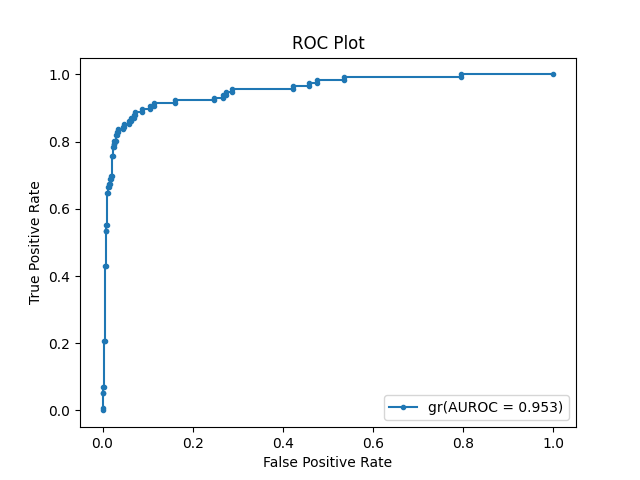 ROC Plot
True Positive Rate
1.0
0.8
0.6
0.4
0.2
0.0
0.0 0.2 0.4 0.6 0.8 1.0
False Positive Rate
gr(AUROC = 0.953)